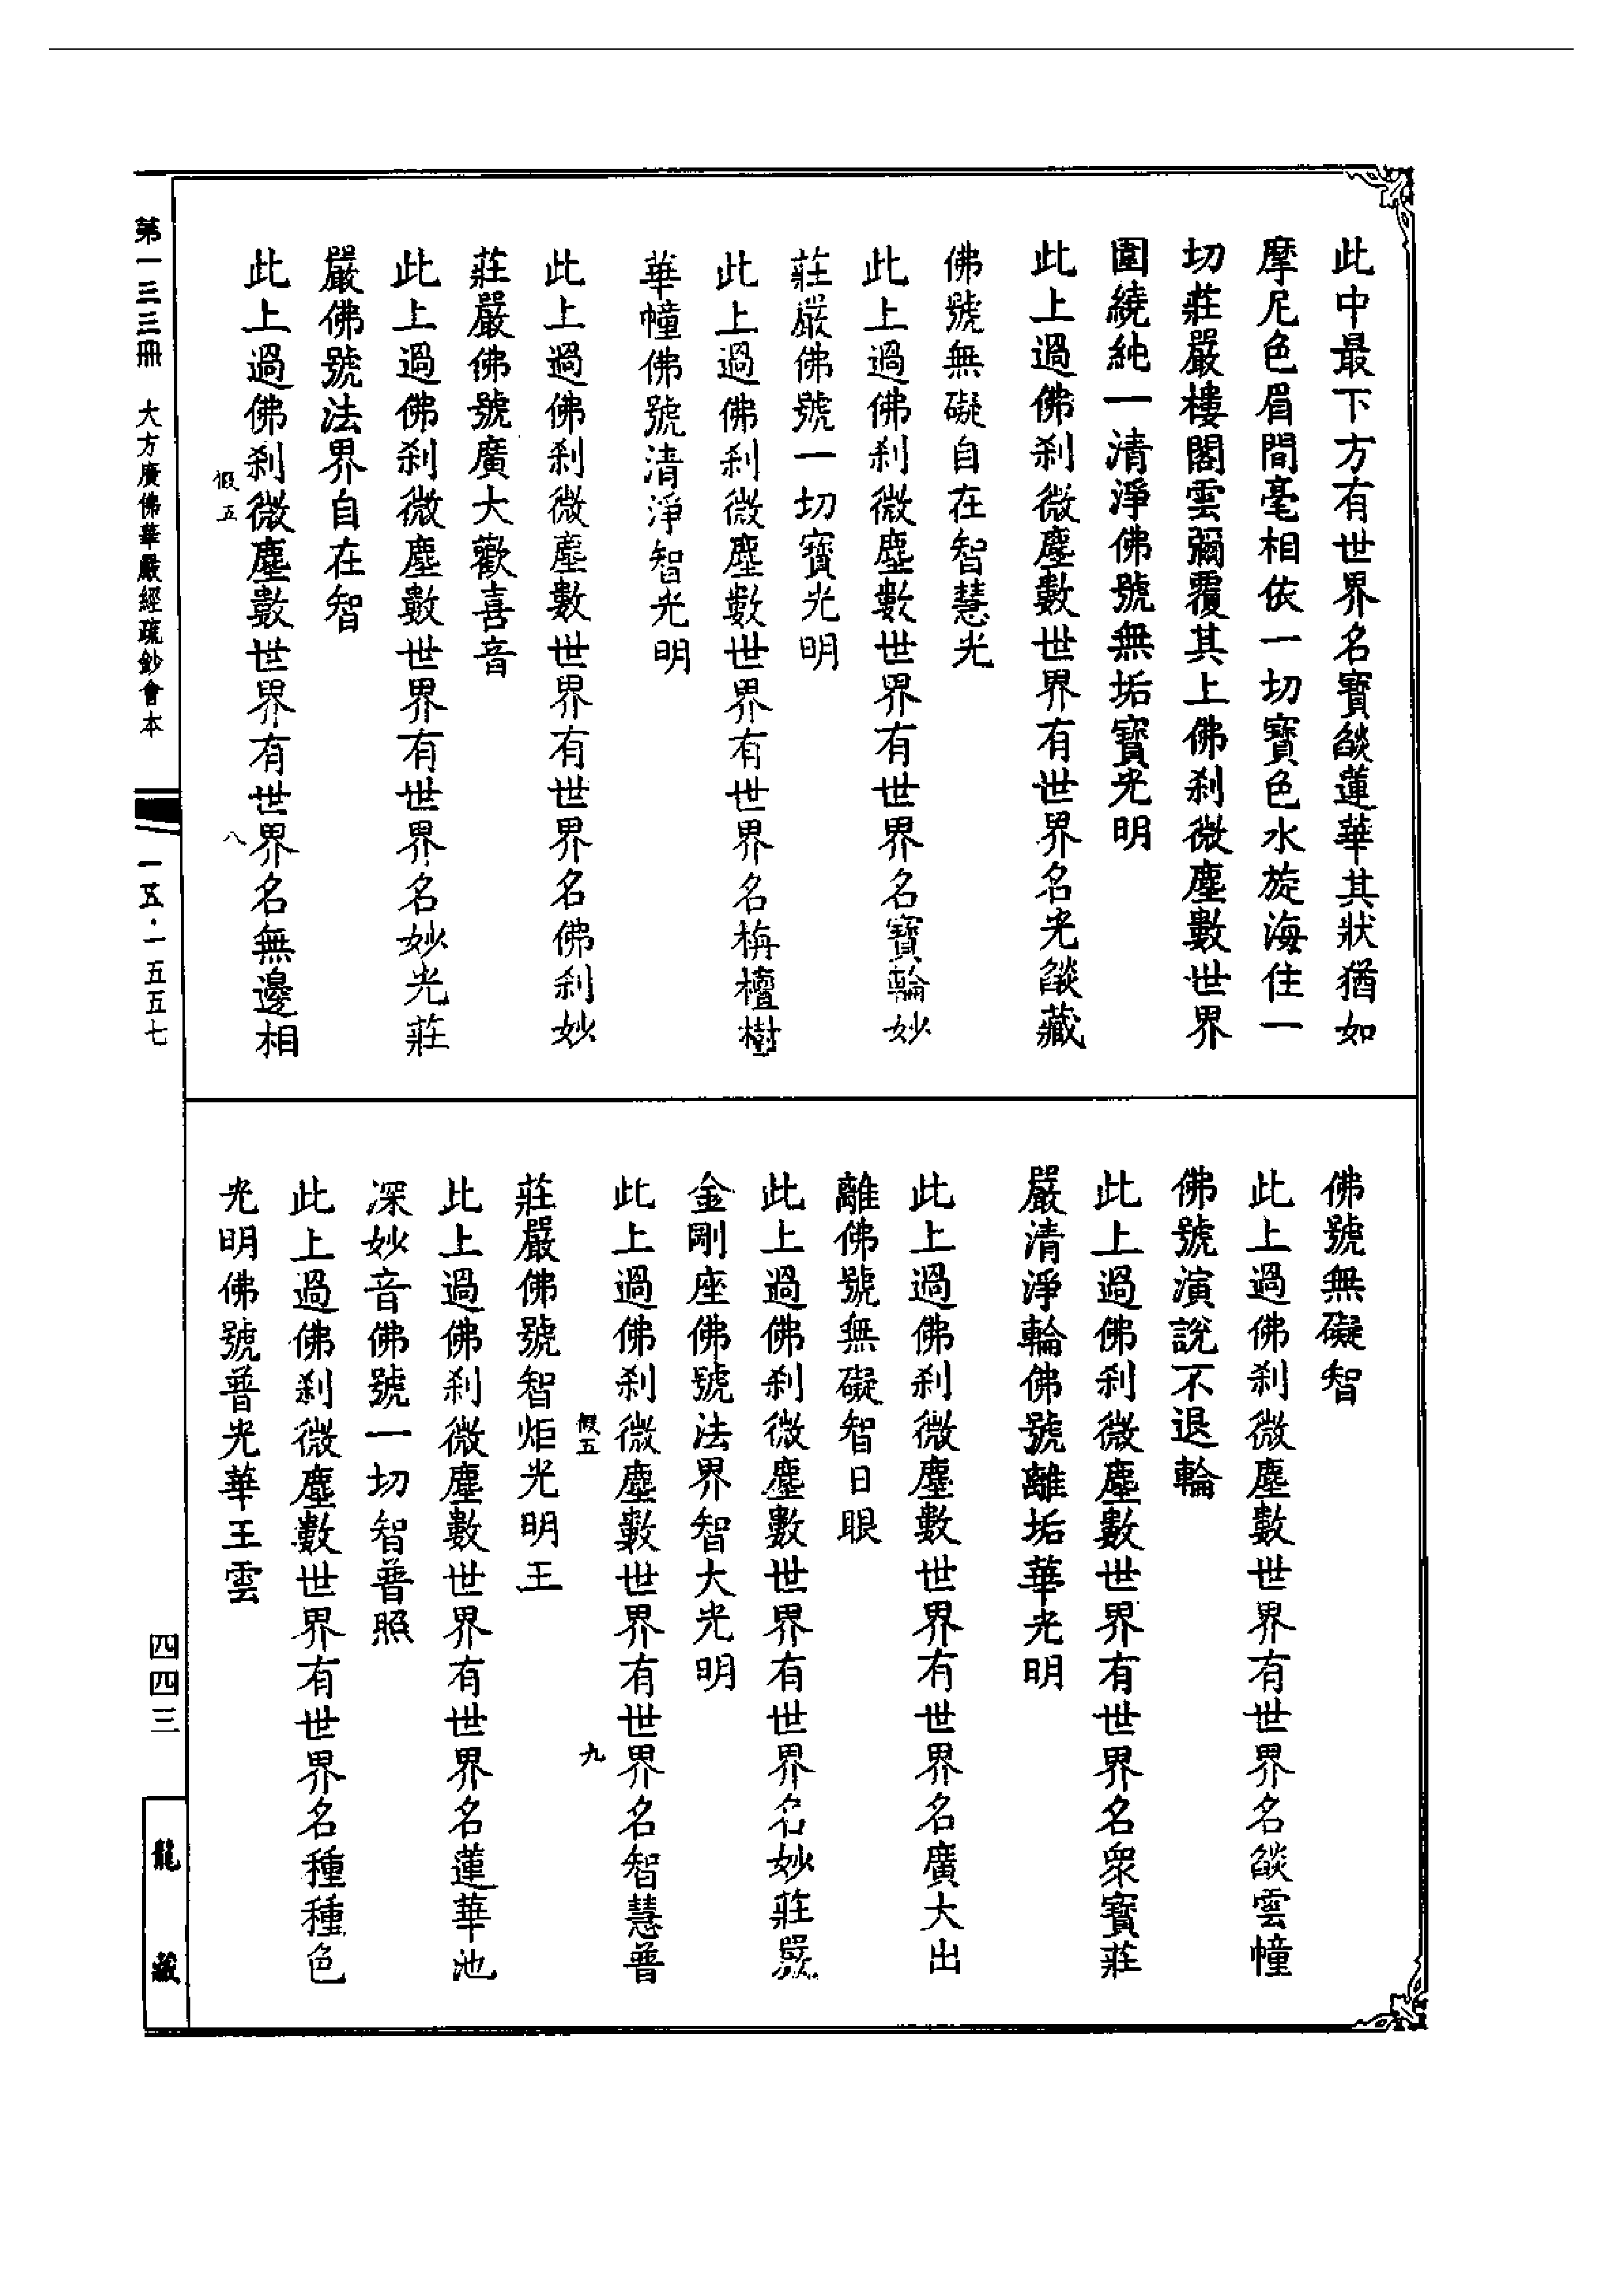 此中最下方有世界名寶燄蓮華其狀猶如
摩尼色眉間毫相依一切寶色水旋海住一
切莊嚴樓閣雲彌覆其上佛刹微塵數世界
圍繞純一清淨佛號無垢寶光明
此上過佛刹微塵數世界有世界名光燄藏
佛號無礙自在智慧光
此上過佛刹微塵數世界有世界名寶輪妙
莊嚴佛號一切寶光明
此上過佛刹微塵數世界有世界名栴檀樹
華幢佛號清淨智光明
此上過佛刹微塵數世界有世界名佛刹妙
莊嚴佛號廣大歡喜音
此上過佛刹微塵數世界有世界名妙光莊
嚴佛號法界自在智
此上過佛刹微塵數世界有世界名無邊相
假五
八
佛號無礙智
此上過佛刹微塵數世界有世界名燄雲幢
佛號演說不退輪
此上過佛刹微塵數世界有世界名衆寶莊
嚴清淨輪佛號離垢華光明
此上過佛刹微塵數世界有世界名廣大出
離佛號無礙智日眼
此上過佛刹微塵數世界有世界名妙莊嚴
金剛座佛號法界智大光明
此上過佛刹微塵數世界有世界名智慧普
假五
九
莊嚴佛號智炬光明王
此上過佛刹微塵數世界有世界名蓮華池
深妙音佛號一切智普照
此上過佛刹微塵數世界有世界名種種色
光明佛號普光華王雲
第一三三冊 大方廣佛華嚴經疏鈔會本
一五·一五五七
四四三
龍藏